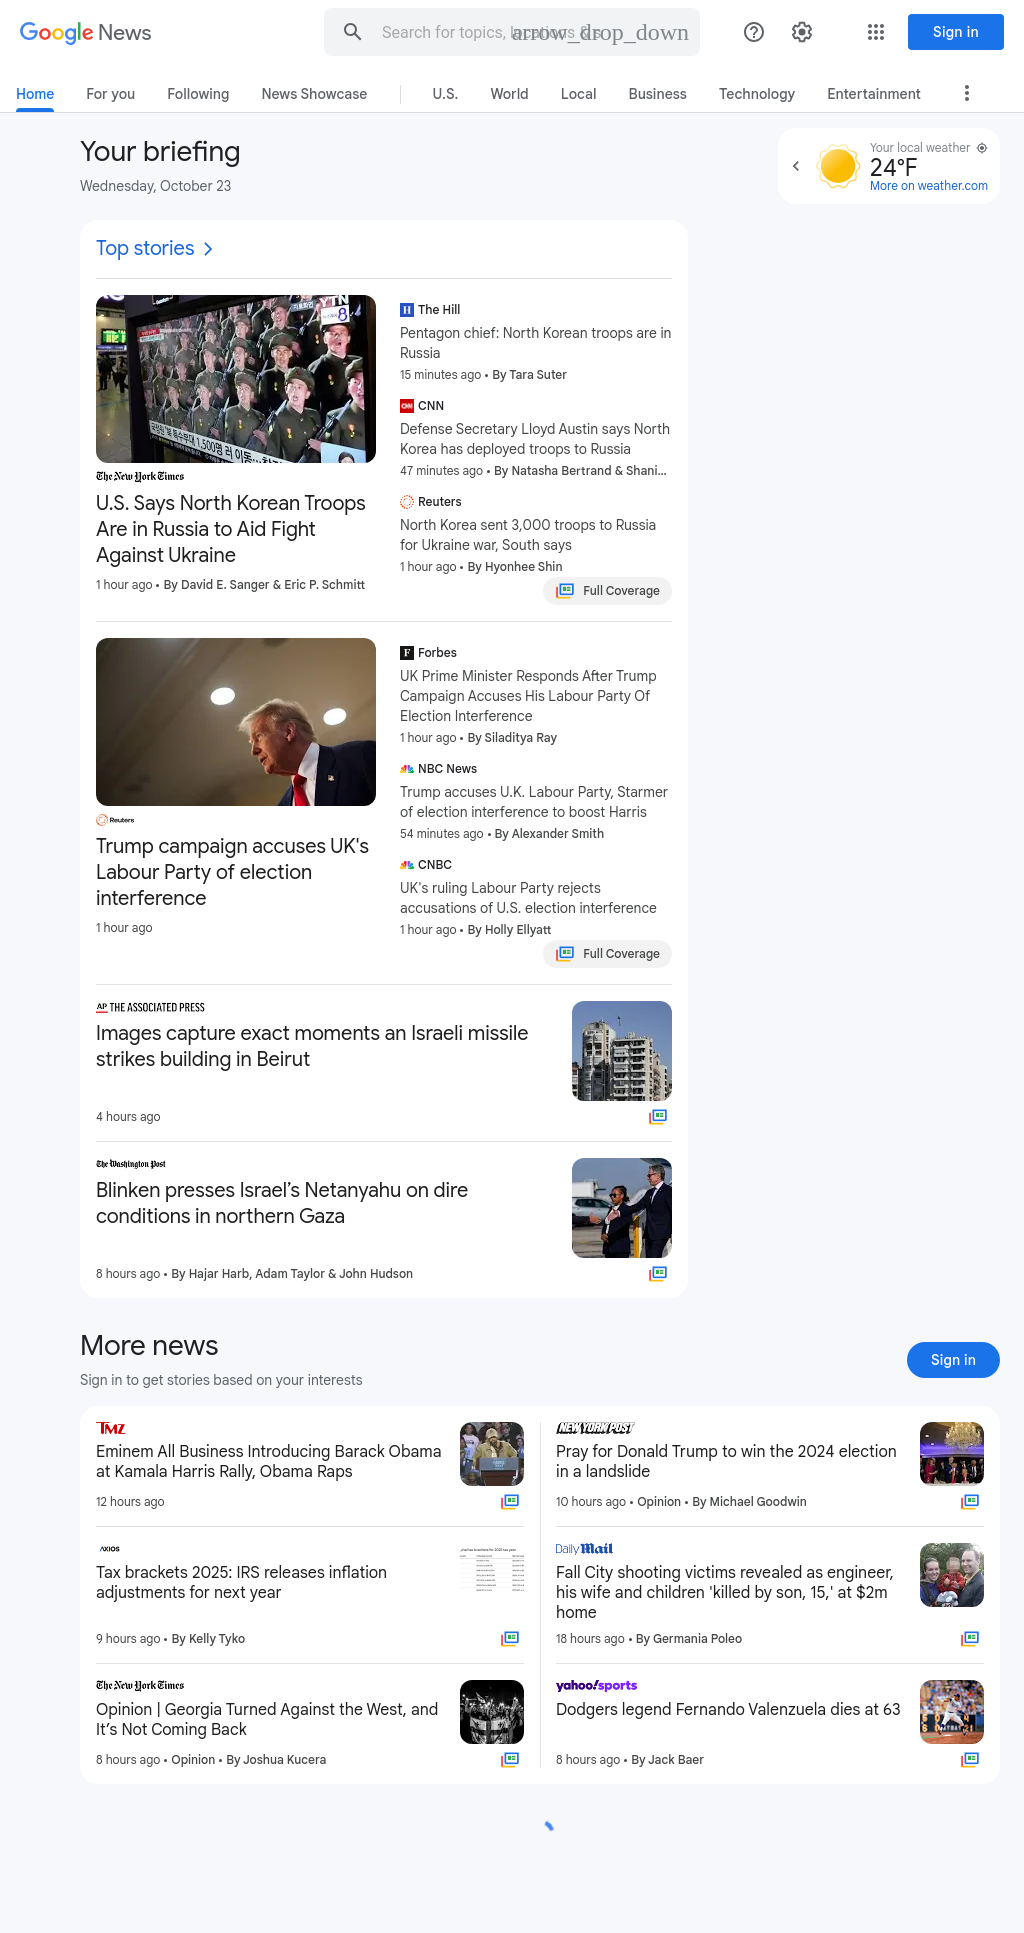 Google News
Search for topics, locations & s
arrow_drop_down
Sign in
Home
For you
Following
News Showcase
U.S.
World
Local
Business
Technology
Entertainment
Your briefing
Wednesday, October 23
Your local weather
24°F
More on weather.com
Top stories
YTN
8
The New York Times
U.S. Says North Korean Troops
Are in Russia to Aid Fight
Against Ukraine
1 hour ago • By David E. Sanger & Eric P. Schmitt
The Hill
Pentagon chief: North Korean troops are in
Russia
15 minutes ago • By Tara Suter
CNN
Defense Secretary Lloyd Austin says North
Korea has deployed troops to Russia
47 minutes ago • By Natasha Bertrand & Shani...
Reuters
North Korea sent 3,000 troops to Russia
for Ukraine war, South says
1 hour ago • By Hyonhee Shin
Full Coverage
Reuters
Trump campaign accuses UK's
Labour Party of election
interference
1 hour ago
Forbes
UK Prime Minister Responds After Trump
Campaign Accuses His Labour Party Of
Election Interference
1 hour ago • By Siladitya Ray
NBC News
Trump accuses U.K. Labour Party, Starmer
of election interference to boost Harris
54 minutes ago • By Alexander Smith
CNBC
UK's ruling Labour Party rejects
accusations of U.S. election interference
1 hour ago • By Holly Ellyatt
Full Coverage
AP THE ASSOCIATED PRESS
Images capture exact moments an Israeli missile
strikes building in Beirut
4 hours ago
The Washington Post
Blinken presses Israel’s Netanyahu on dire
conditions in northern Gaza
8 hours ago • By Hajar Harb, Adam Taylor & John Hudson
More news
Sign in to get stories based on your interests
Sign in
TMZ
Eminem All Business Introducing Barack Obama
at Kamala Harris Rally, Obama Raps
12 hours ago
AXIOS
Tax brackets 2025: IRS releases inflation
adjustments for next year
9 hours ago • By Kelly Tyko
The New York Times
Opinion | Georgia Turned Against the West, and
It’s Not Coming Back
8 hours ago • Opinion • By Joshua Kucera
NEW YORK POST
Pray for Donald Trump to win the 2024 election
in a landslide
10 hours ago • Opinion • By Michael Goodwin
Daily Mail
Fall City shooting victims revealed as engineer,
his wife and children 'killed by son, 15,' at $2m
home
18 hours ago • By Germania Poleo
yahoo!sports
Dodgers legend Fernando Valenzuela dies at 63
8 hours ago • By Jack Baer